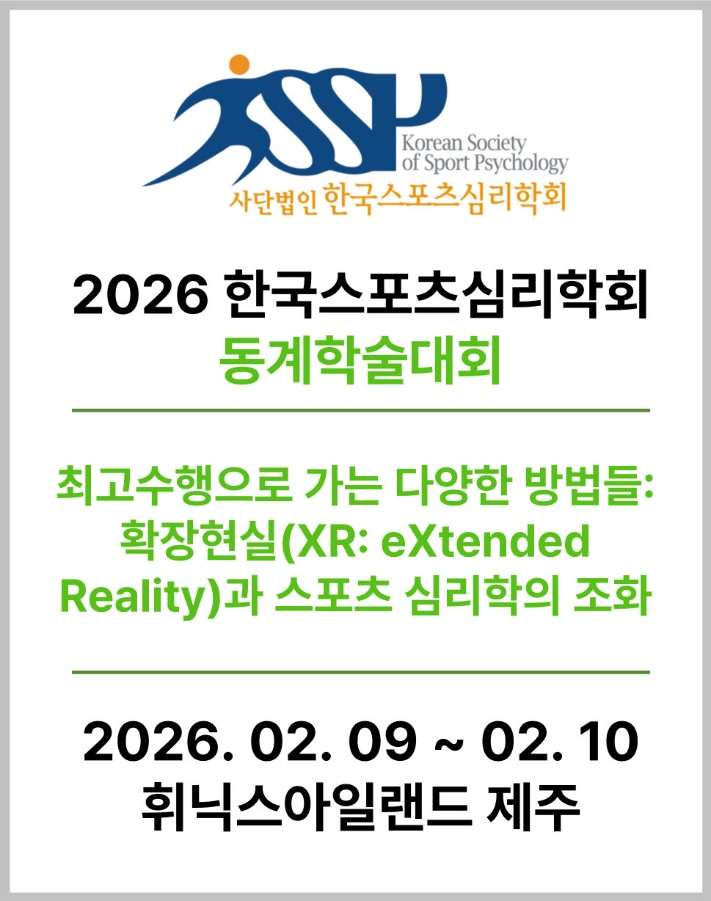 KSSP
Korean Society
of Sport Psychology
사단법인 한국스포츠심리학회
2026 한국스포츠심리학회
동계학술대회
최고수행으로 가는 다양한 방법들:
확장현실(XR: eXtended
Reality)과 스포츠 심리학의 조화
2026. 02. 09 ~ 02. 10
휘닉스아일랜드 제주